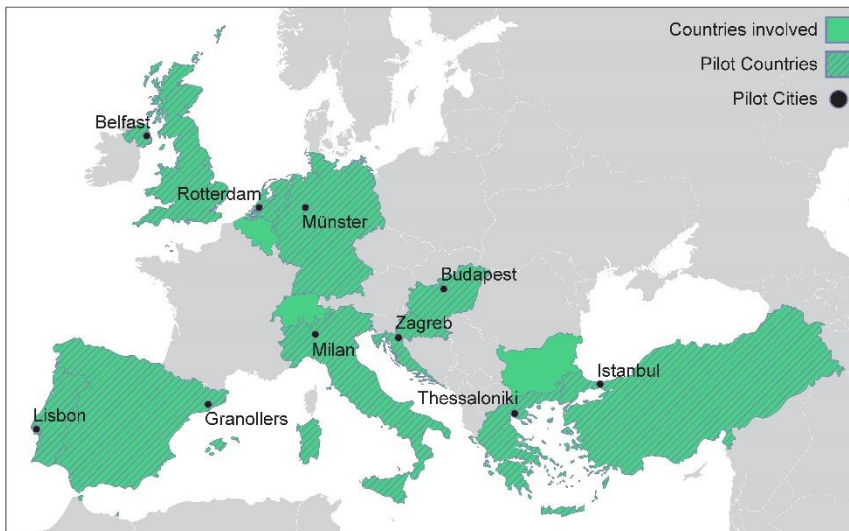 Countries involved
Pilot Countries
Pilot Cities
Belfast
Rotterdam
Münster
Budapest
Zagreb
Milan
Istanbul
Thessaloniki
Lisbon
Granollers